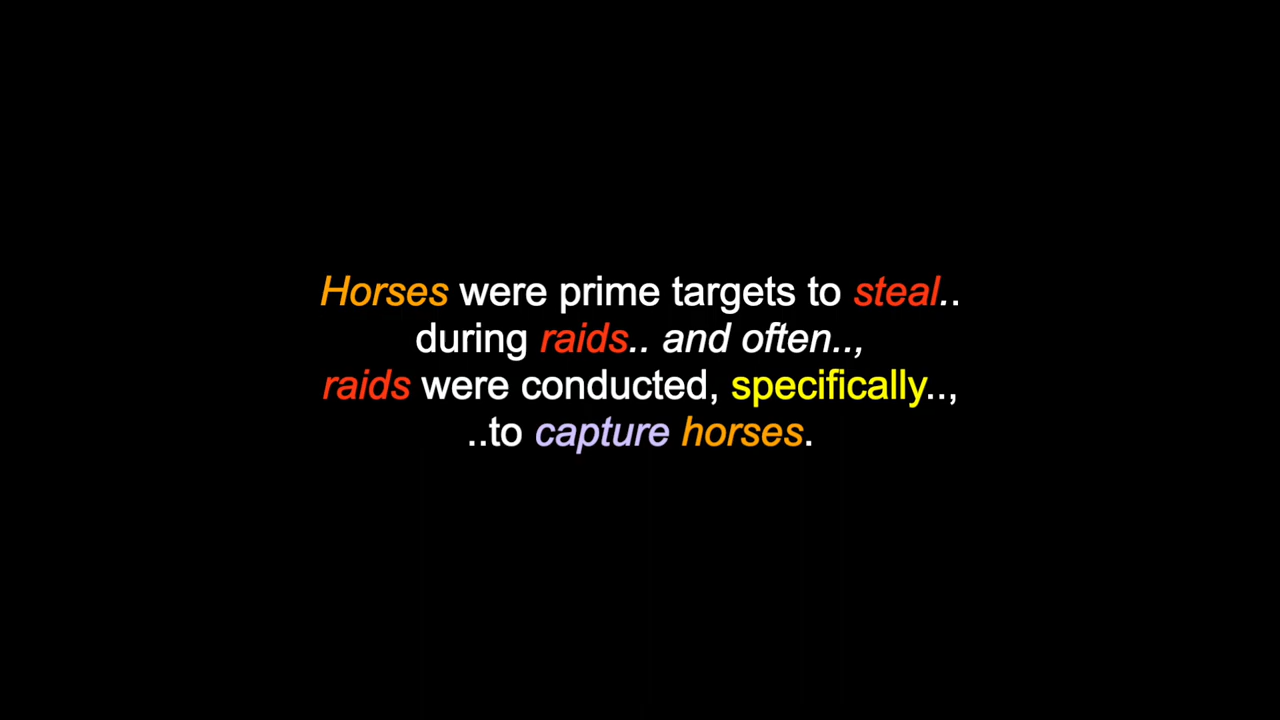 Horses were prime targets to steal..
during raids.. and often..,
raids were conducted, specifically..,
..to capture horses.